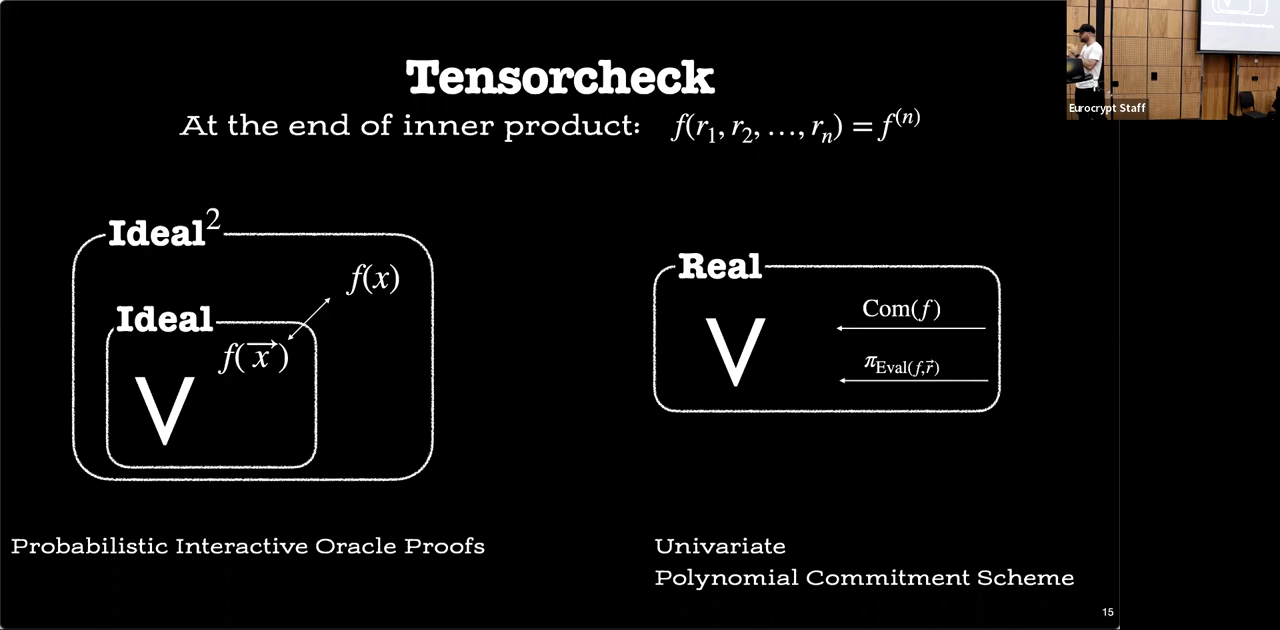 Tensorcheck
At the end of inner product: f(r₁, r₂, …, rₙ) = f⁽ⁿ⁾
Eurocrypt Staff
Ideal²
f(x)
Ideal
f(x⃗)
V
Real
V
Com(f)
π_Eval(f,r⃗)
Probabilistic Interactive Oracle Proofs
Univariate
Polynomial Commitment Scheme
15